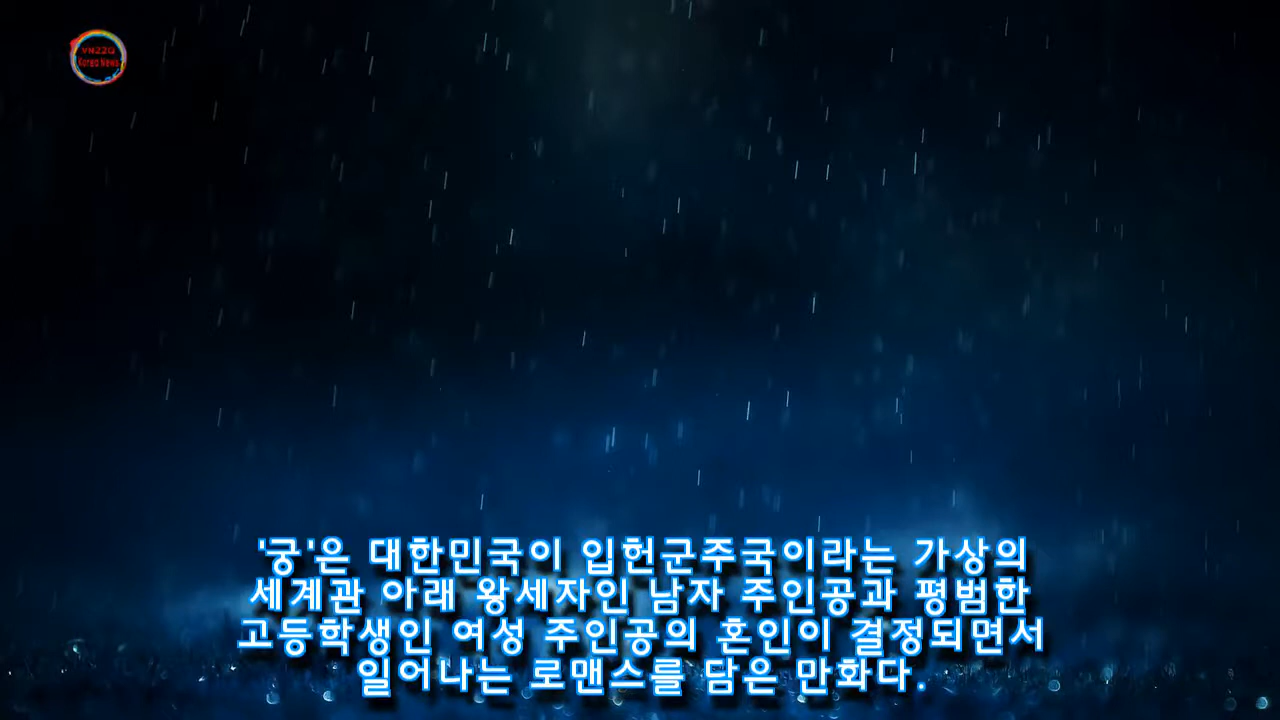 VN22Q
Korea News
'궁'은 대한민국이 입헌군주국이라는 가상의
세계관 아래 왕세자인 남자 주인공과 평범한
고등학생인 여성 주인공의 혼인이 결정되면서
일어나는 로맨스를 담은 만화다.